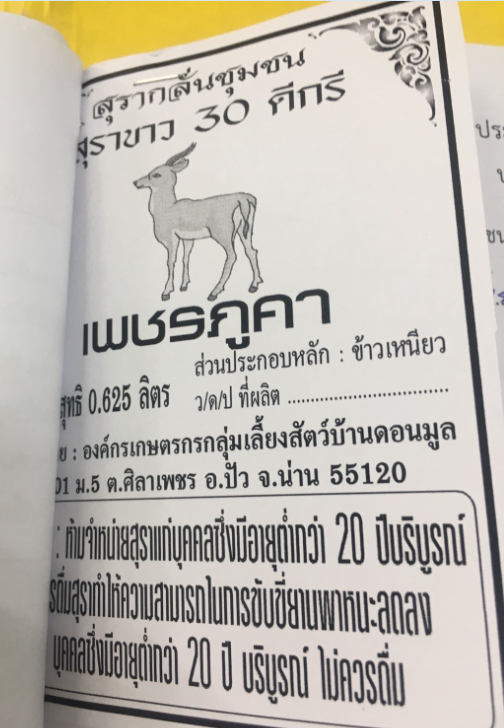 สุรากลั่นชุมชน
สุราขาว 30 ดีกรี
เพชรภูคา
สุทธิ 0.625 ลิตร
ส่วนประกอบหลัก : ข้าวเหนียว
ว/ด/ป ที่ผลิต ................................
ย : องค์กรเกษตรกรกลุ่มเลี้ยงสัตว์บ้านดอนมูล
01 ม.5 ต.ศิลาเพชร อ.ปัว จ.น่าน 55120
: ห้ามจำหน่ายสุราแก่บุคคลซึ่งมีอายุต่ำกว่า 20 ปีบริบูรณ์
รดื่มสุราทำให้ความสามารถในการขับขี่ยานพาหนะลดลง
บุคคลซึ่งมีอายุต่ำกว่า 20 ปี บริบูรณ์ ไม่ควรดื่ม